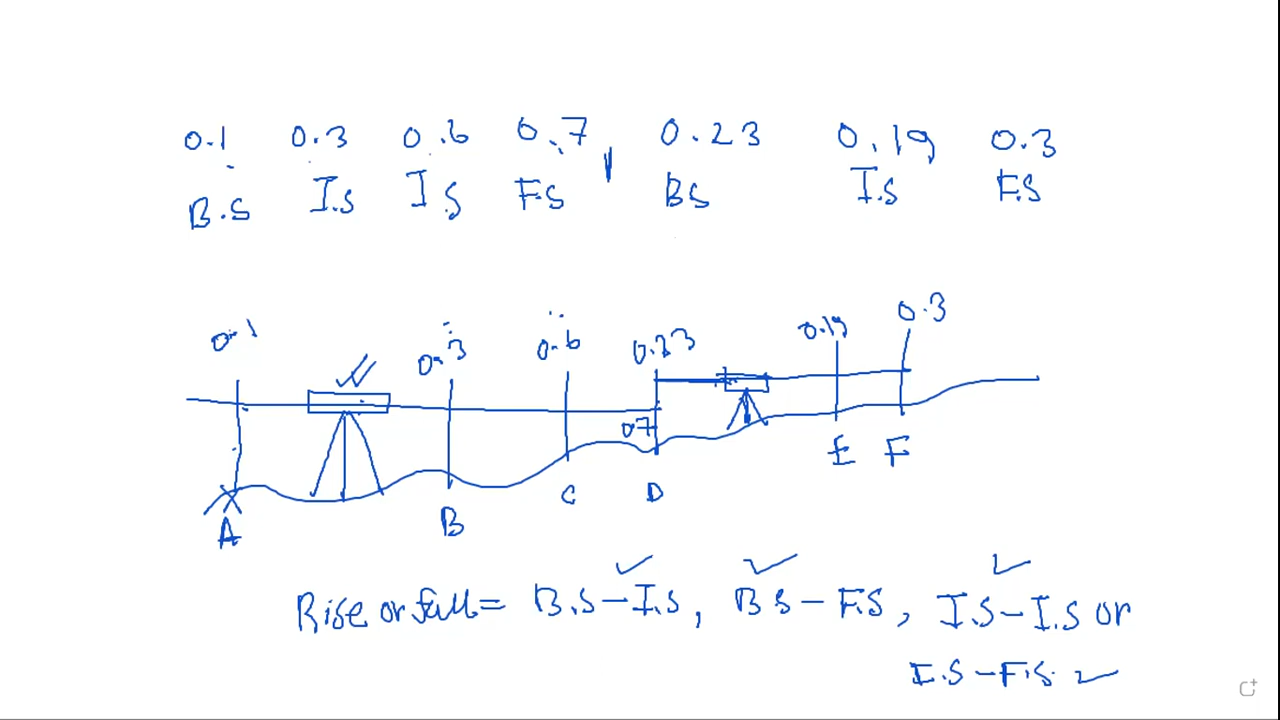 0.1 0.3 0.6 0.7 0.23 0.19 0.3
B.S I.S I.S F.S BS I.S F.S
0.1 0.3 0.6 0.23 0.19 0.3
0.7
A B C D E F
Rise or fall = B.S - I.S, B S - F.S, I.S - I.S or
I.S - F.S.